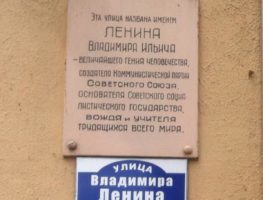 Эта улица названа именем
ЛЕНИНА
Владимира Ильича
– величайшего гения человечества,
создателя Коммунистической партии
Советского Союза,
основателя Советского социа
листического государства,
вождя и учителя
трудящихся всего мира.
УЛИЦА
Владимира
Ленина